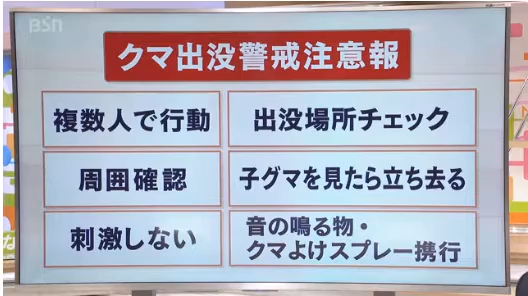 BSN
クマ出没警戒注意報
複数人で行動
出没場所チェック
周囲確認
子グマを見たら立ち去る
刺激しない
音の鳴る物・
クマよけスプレー携行